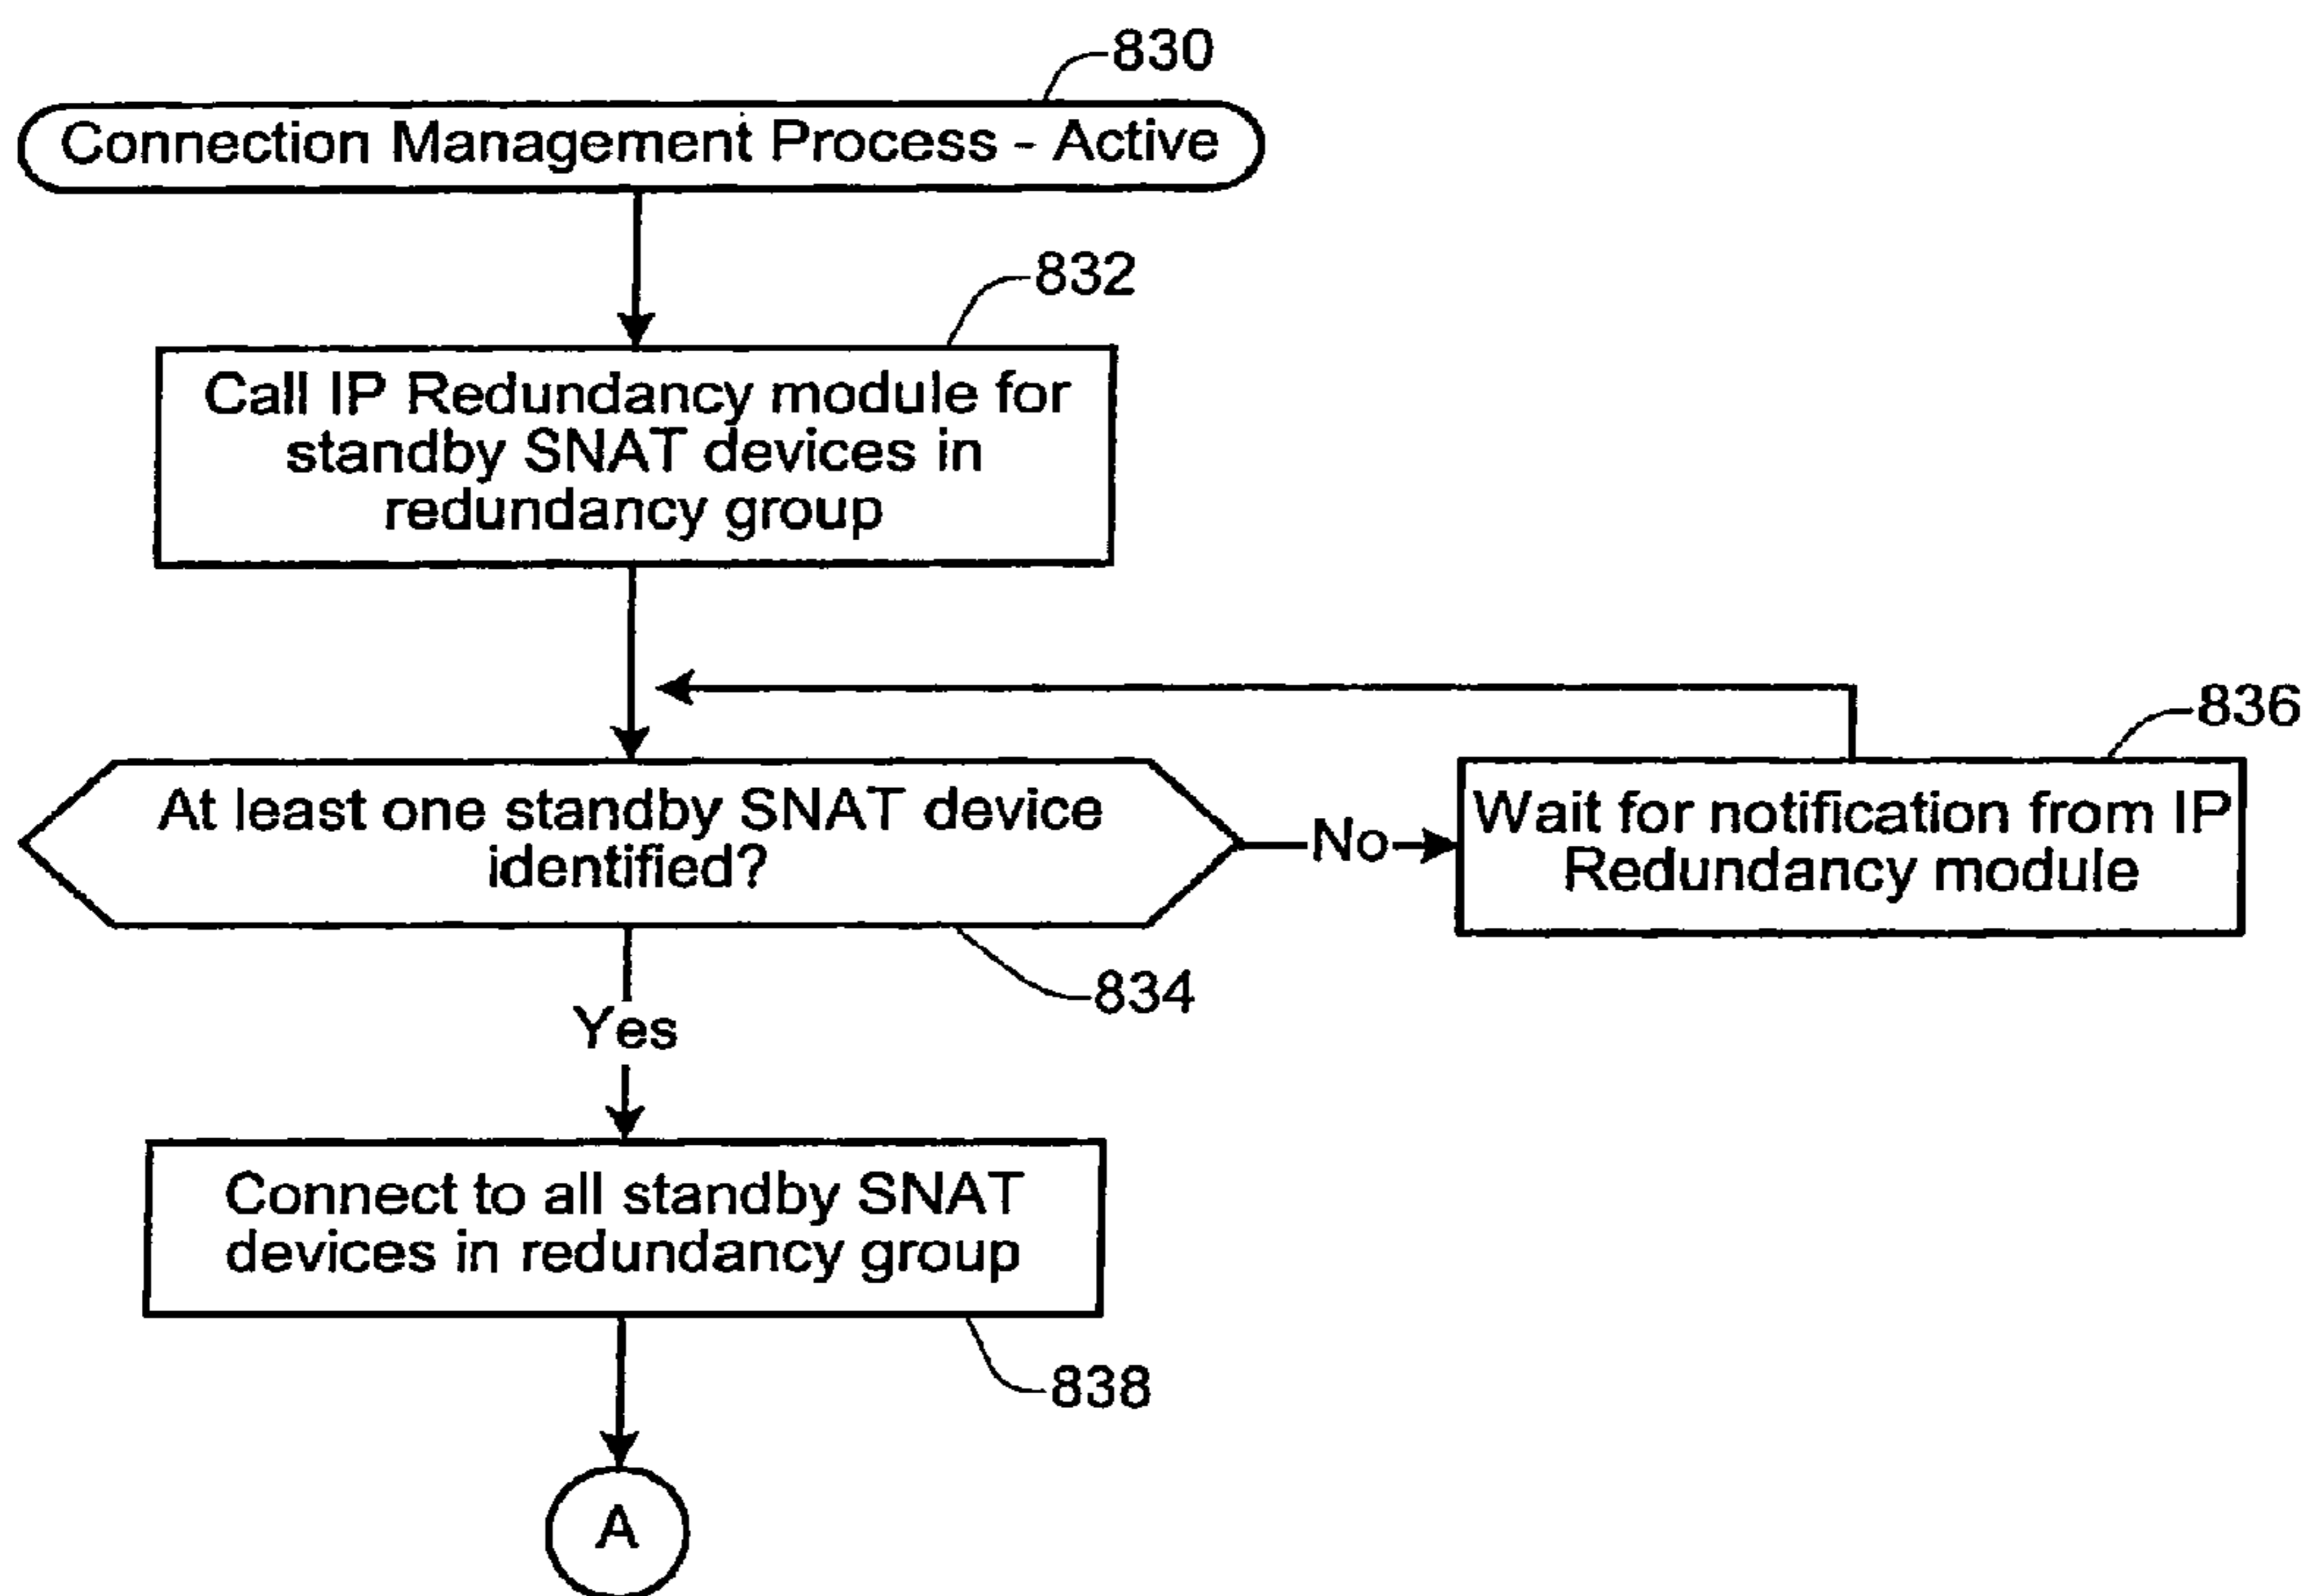 830
Connection Management Process - Active
832
Call IP Redundancy module for
standby SNAT devices in
redundancy group
836
At least one standby SNAT device
identified?
No
Wait for notification from IP
Redundancy module
834
Yes
Connect to all standby SNAT
devices in redundancy group
838
A